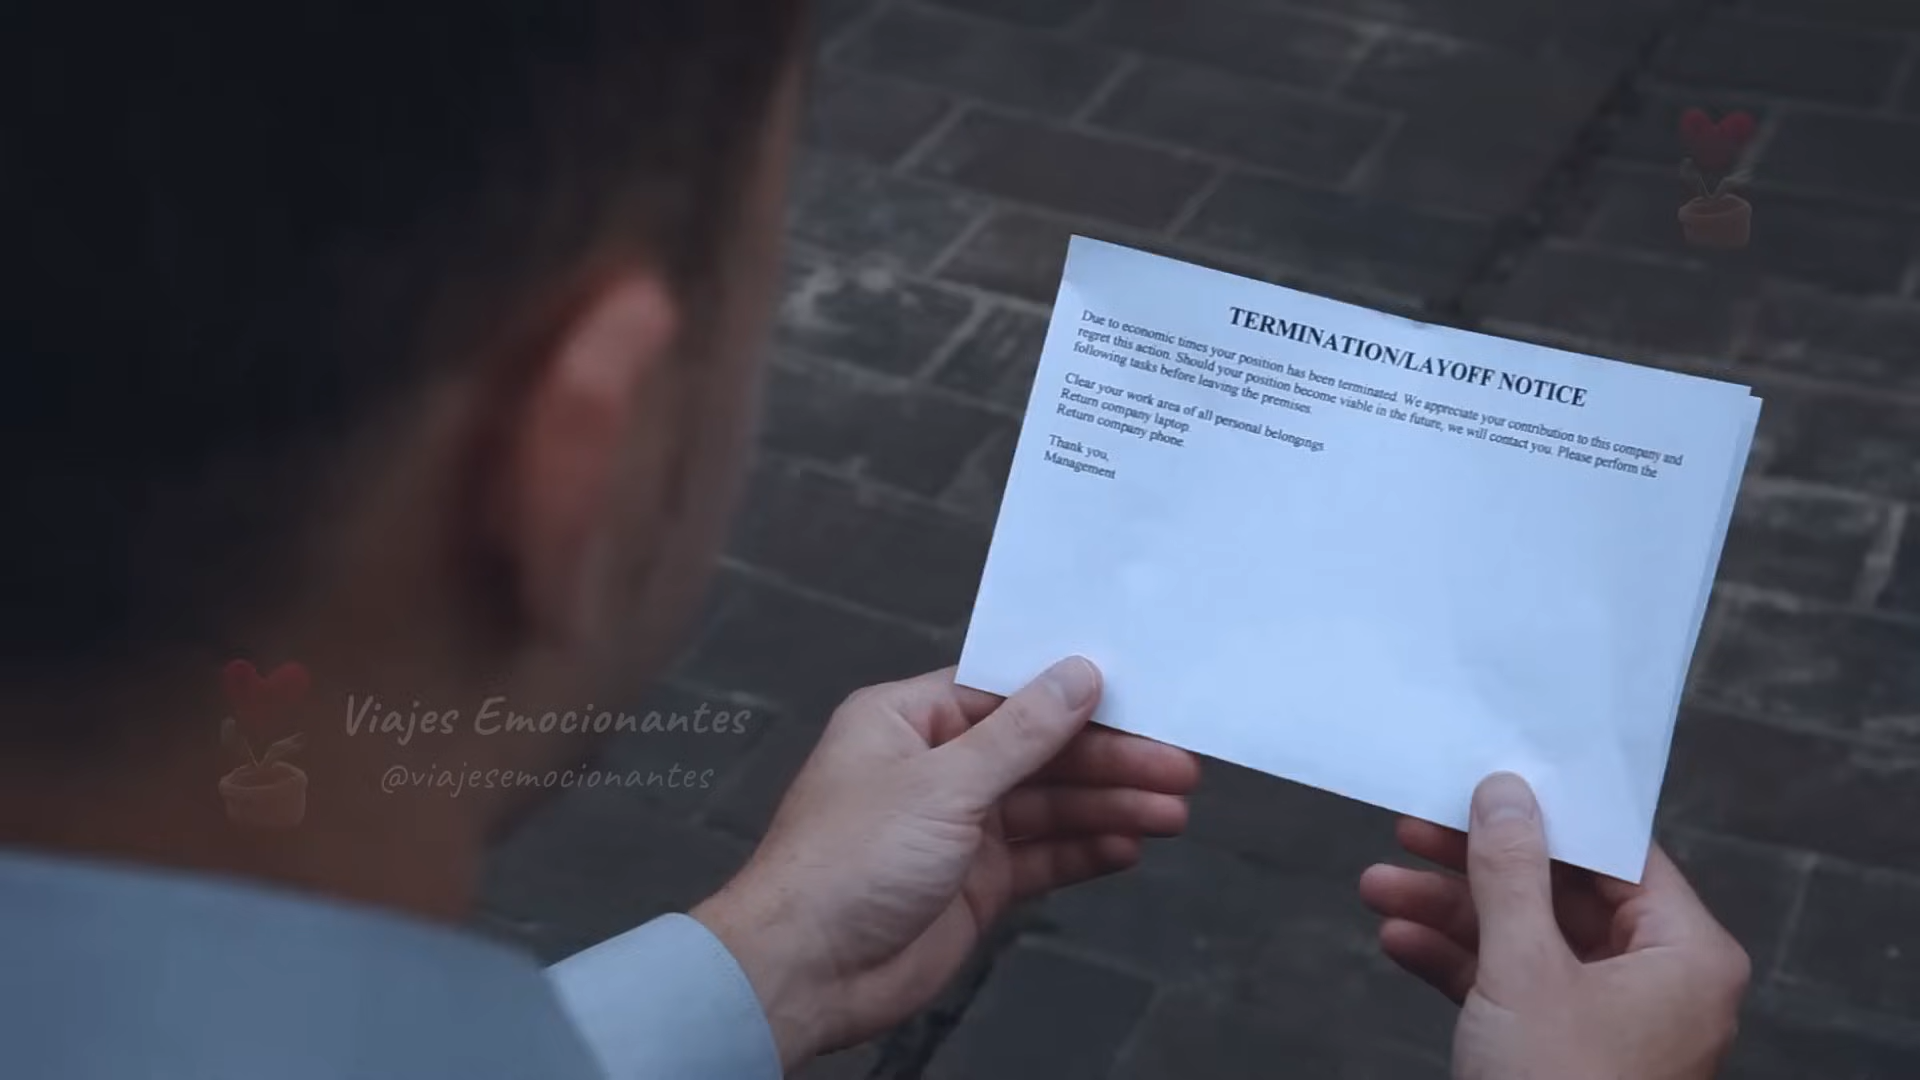 TERMINATION/LAYOFF NOTICE
Due to economic times your position has been terminated. We appreciate your contribution to this company and
regret this action. Should your position become viable in the future, we will contact you. Please perform the
following tasks before leaving the premises.
Clear your work area of all personal belongings
Return company laptop.
Return company phone.
Thank you,
Management
Viajes Emocionantes
@viajesemocionantes